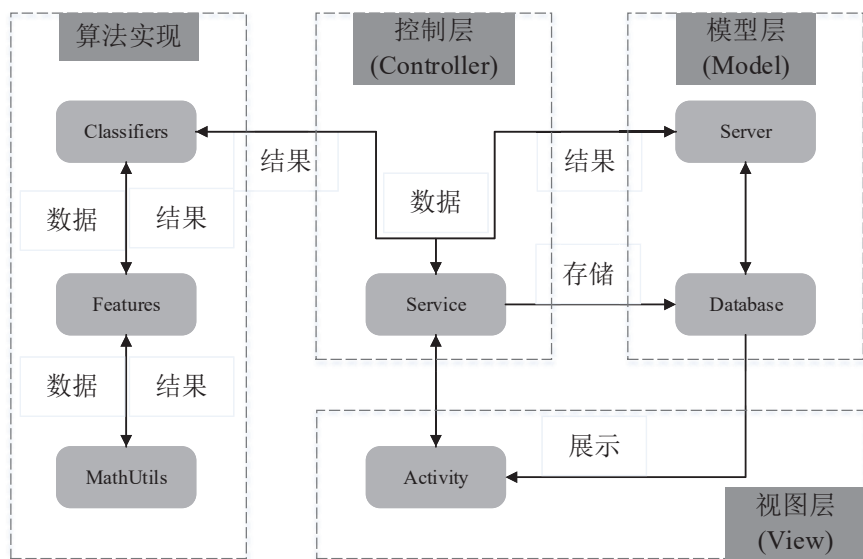 算法实现
控制层
(Controller)
模型层
(Model)
Classifiers
Server
结果
结果
数据
结果
数据
存储
Features
Service
Database
数据
结果
展示
MathUtils
Activity
视图层
(View)